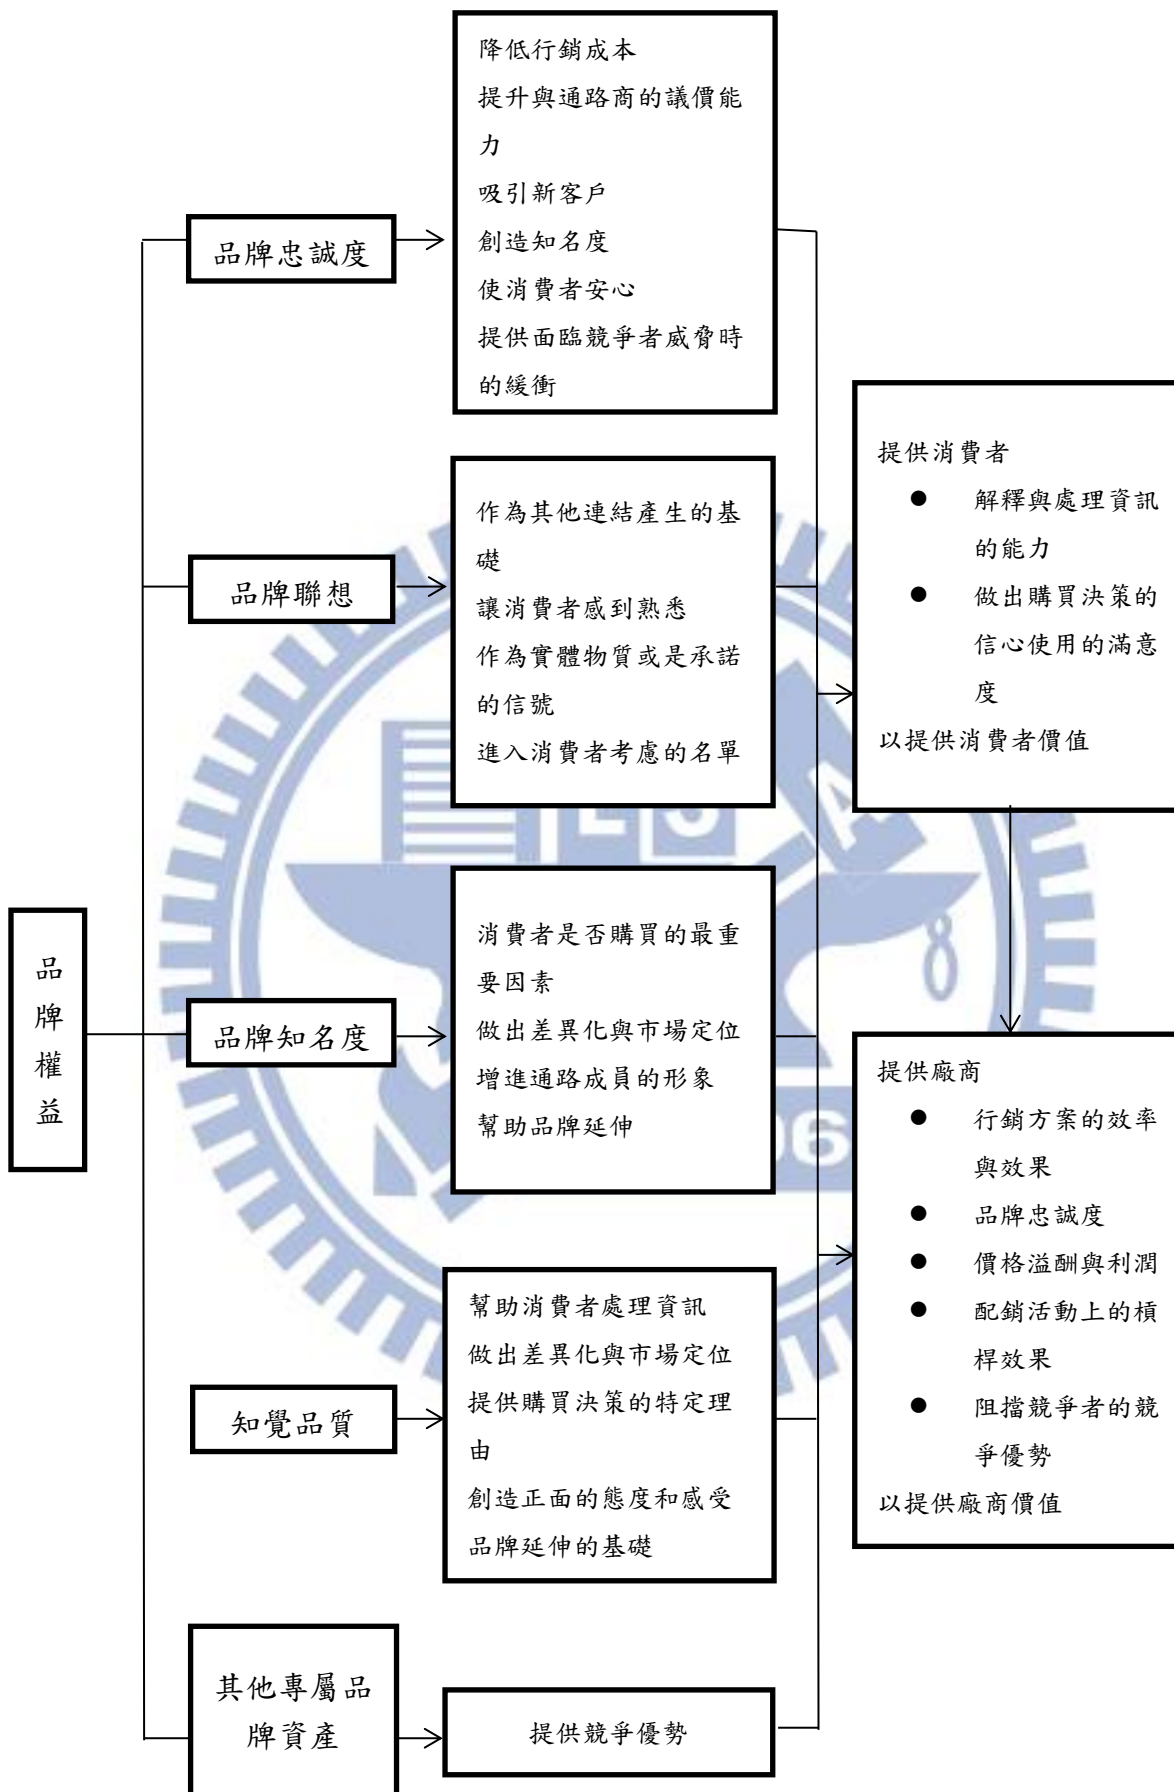 品牌權益
品牌忠誠度
降低行銷成本
提升與通路商的議價能
力
吸引新客戶
創造知名度
使消費者安心
提供面臨競爭者威脅時
的緩衝
品牌聯想
作為其他連結產生的基
礎
讓消費者感到熟悉
作為實體物質或是承諾
的信號
進入消費者考慮的名單
品牌知名度
消費者是否購買的最重
要因素
做出差異化與市場定位
增進通路成員的形象
幫助品牌延伸
知覺品質
幫助消費者處理資訊
做出差異化與市場定位
提供購買決策的特定理
由
創造正面的態度和感受
品牌延伸的基礎
其他專屬品
牌資產
提供競爭優勢
提供消費者
● 解釋與處理資訊
的能力
● 做出購買決策的
信心使用的滿意
度
以提供消費者價值
提供廠商
● 行銷方案的效率
與效果
● 品牌忠誠度
● 價格溢酬與利潤
● 配銷活動上的槓
桿效果
● 阻擋競爭者的競
爭優勢
以提供廠商價值